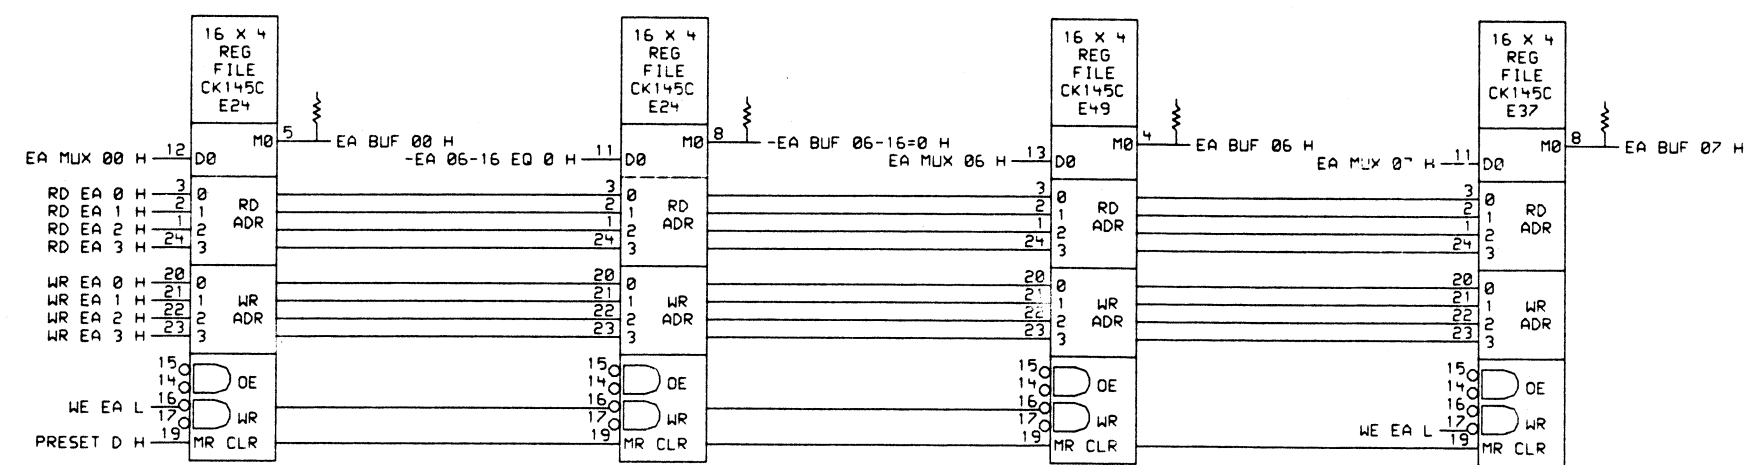 16 X 4
REG
FILE
CK145C
E24
M0
5
EA BUF 00 H
EA MUX 00 H
12
D0
RD EA 0 H
3
0
RD EA 1 H
2
1
RD EA 2 H
1
2
RD EA 3 H
24
3
RD
ADR
WR EA 0 H
20
0
WR EA 1 H
21
1
WR EA 2 H
22
2
WR EA 3 H
23
3
WR
ADR
15
14
OE
WE EA L
16
17
WR
PRESET D H
19
MR CLR
16 X 4
REG
FILE
CK145C
E24
M0
8
-EA BUF 06-16=0 H
-EA 06-16 EQ 0 H
11
D0
3
0
2
1
1
2
24
3
RD
ADR
20
0
21
1
22
2
23
3
WR
ADR
15
14
OE
16
17
WR
19
MR CLR
16 X 4
REG
FILE
CK145C
E49
M0
4
EA BUF 06 H
EA MUX 06 H
13
D0
3
0
2
1
1
2
24
3
RD
ADR
20
0
21
1
22
2
23
3
WR
ADR
15
14
OE
16
17
WR
19
MR CLR
16 X 4
REG
FILE
CK145C
E37
M0
8
EA BUF 07 H
EA MUX 07 H
11
D0
3
0
2
1
1
2
24
3
RD
ADR
20
0
21
1
22
2
23
3
WR
ADR
15
14
OE
16
WE EA L
17
WR
19
MR CLR